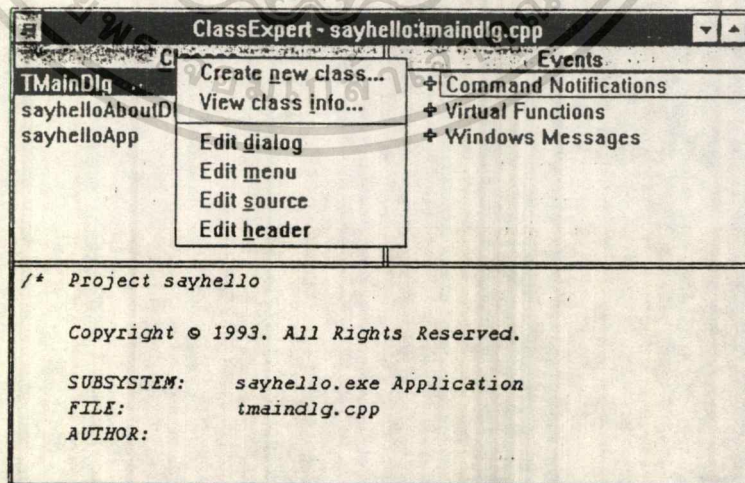 ClassExpert - sayhello:tmaindlg.cpp
Events
TMainDlg
sayhelloAboutDl
sayhelloApp
Create new class...
View class info...
Edit dialog
Edit menu
Edit source
Edit header
Command Notifications
Virtual Functions
Windows Messages
/* Project sayhello
Copyright © 1993. All Rights Reserved.
SUBSYSTEM: sayhello.exe Application
FILE: tmaindlg.cpp
AUTHOR: